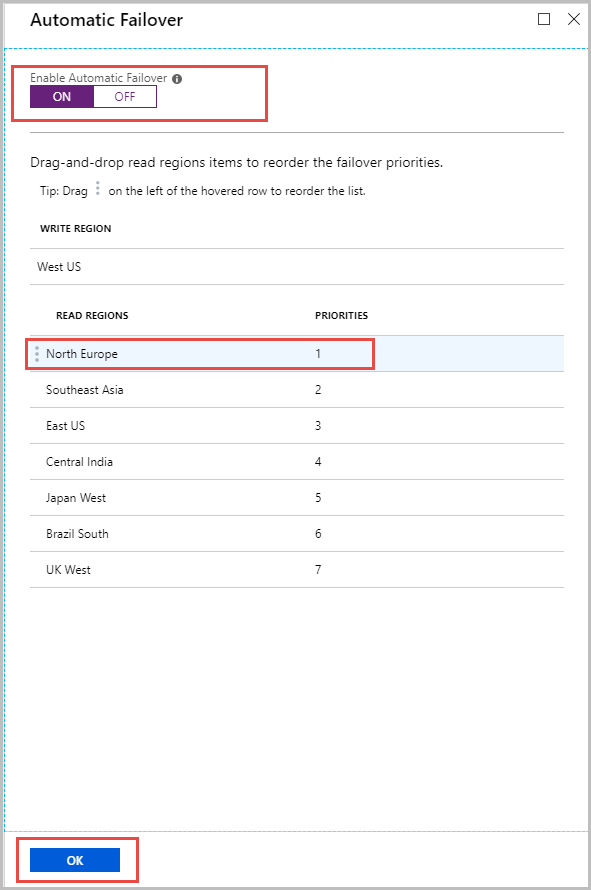 Automatic Failover
Enable Automatic Failover
ON OFF
Drag-and-drop read regions items to reorder the failover priorities.
Tip: Drag on the left of the hovered row to reorder the list.
WRITE REGION
West US
READ REGIONS PRIORITIES
North Europe 1
Southeast Asia 2
East US 3
Central India 4
Japan West 5
Brazil South 6
UK West 7
OK